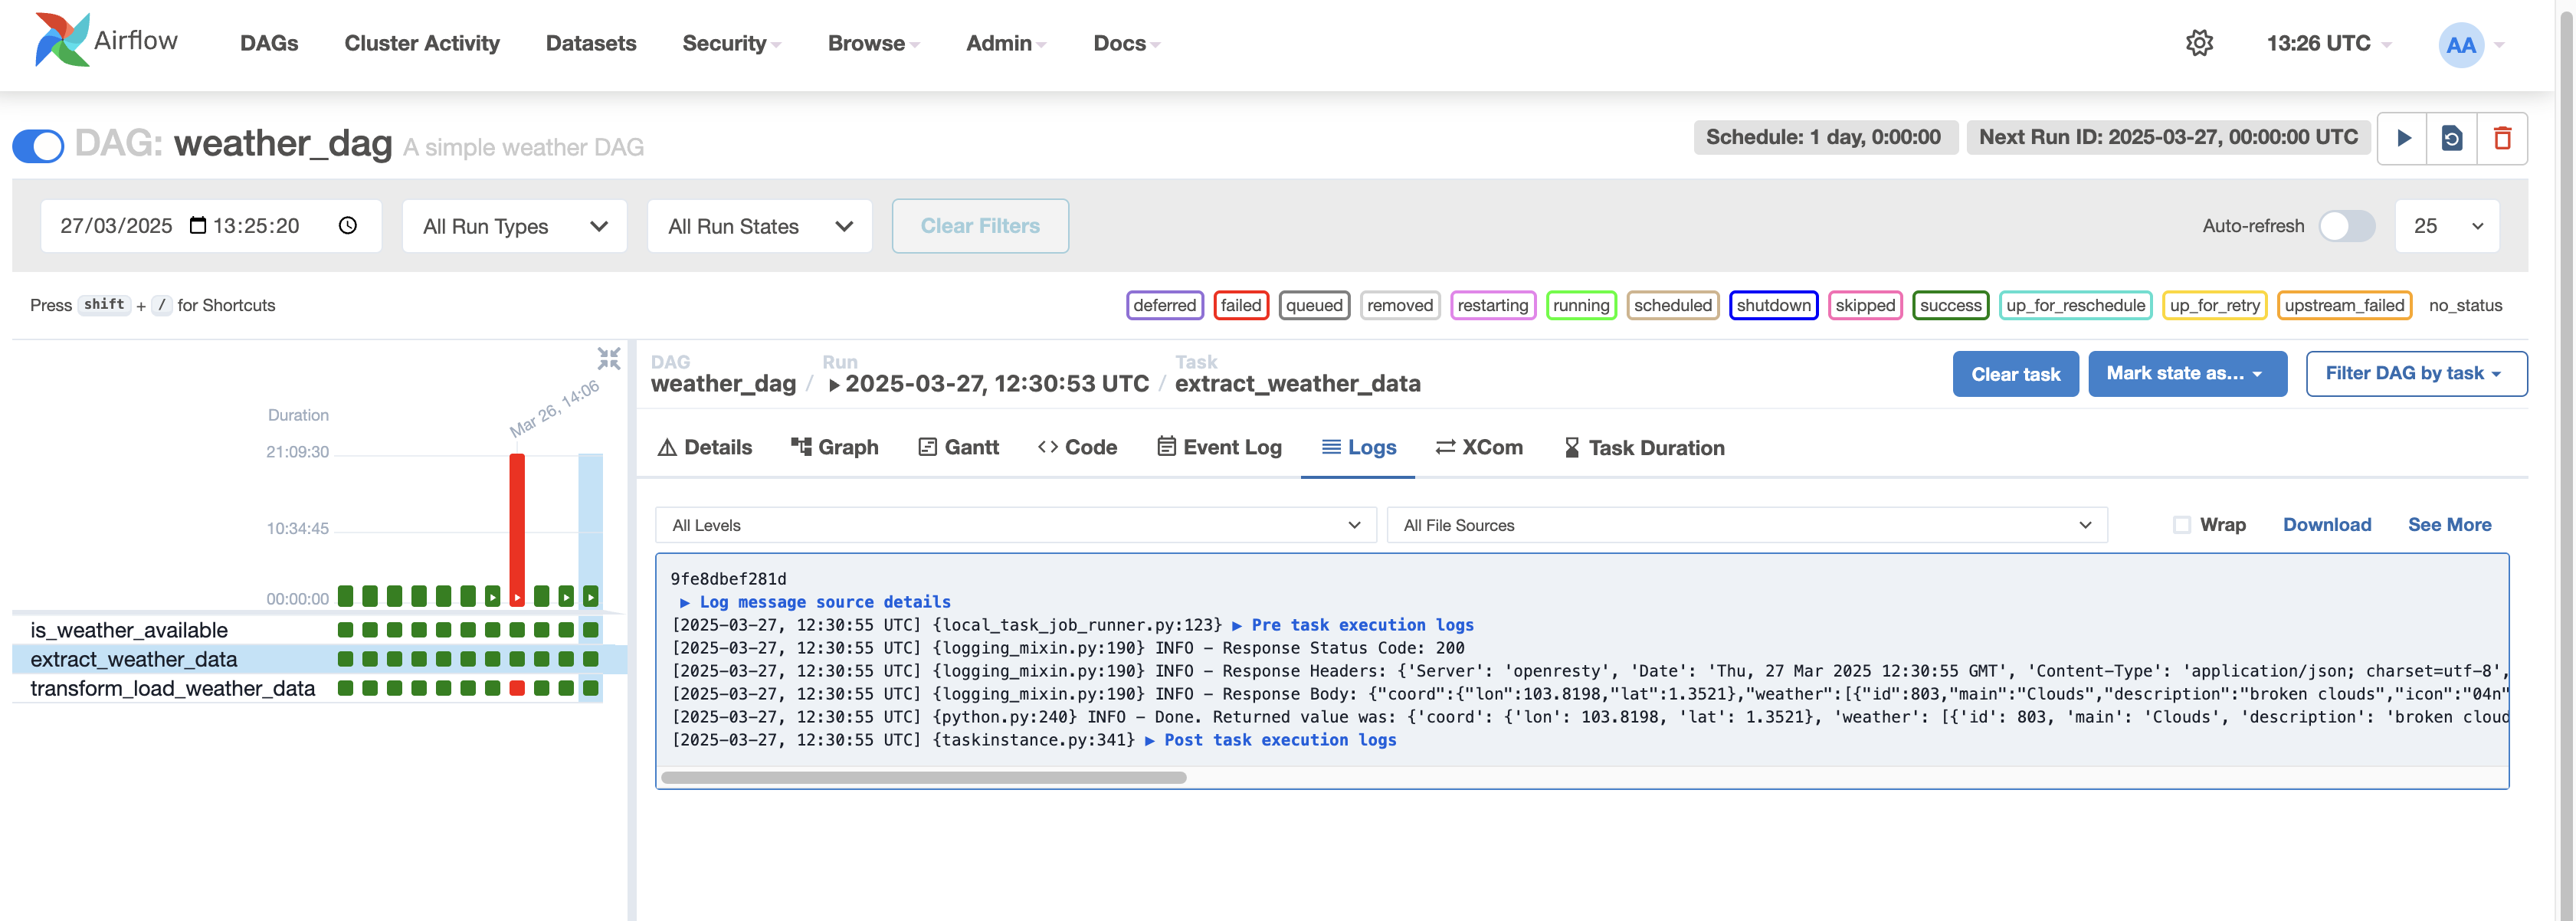 Airflow DAGs Cluster Activity Datasets Security Browse Admin Docs 13:26 UTC AA
DAG: weather_dag A simple weather DAG Schedule: 1 day, 0:00:00 Next Run ID: 2025-03-27, 00:00:00 UTC
27/03/2025 13:25:20 All Run Types All Run States Clear Filters Auto-refresh 25
Press shift + / for Shortcuts deferred failed queued removed restarting running scheduled shutdown skipped success up_for_reschedule up_for_retry upstream_failed no_status
DAG Run Task
weather_dag / 2025-03-27, 12:30:53 UTC / extract_weather_data Clear task Mark state as... Filter DAG by task
Mar 26, 14:06
Duration
21:09:30
10:34:45
00:00:00
is_weather_available
extract_weather_data
transform_load_weather_data
Details Graph Gantt Code Event Log Logs XCom Task Duration
All Levels All File Sources Wrap Download See More
9fe8dbef281d
▶ Log message source details
[2025-03-27, 12:30:55 UTC] {local_task_job_runner.py:123} ▶ Pre task execution logs
[2025-03-27, 12:30:55 UTC] {logging_mixin.py:190} INFO - Response Status Code: 200
[2025-03-27, 12:30:55 UTC] {logging_mixin.py:190} INFO - Response Headers: {'Server': 'openresty', 'Date': 'Thu, 27 Mar 2025 12:30:55 GMT', 'Content-Type': 'application/json; charset=utf-8',
[2025-03-27, 12:30:55 UTC] {logging_mixin.py:190} INFO - Response Body: {"coord":{"lon":103.8198,"lat":1.3521},"weather":[{"id":803,"main":"Clouds","description":"broken clouds","icon":"04n"
[2025-03-27, 12:30:55 UTC] {python.py:240} INFO - Done. Returned value was: {'coord': {'lon': 103.8198, 'lat': 1.3521}, 'weather': [{'id': 803, 'main': 'Clouds', 'description': 'broken cloud
[2025-03-27, 12:30:55 UTC] {taskinstance.py:341} ▶ Post task execution logs